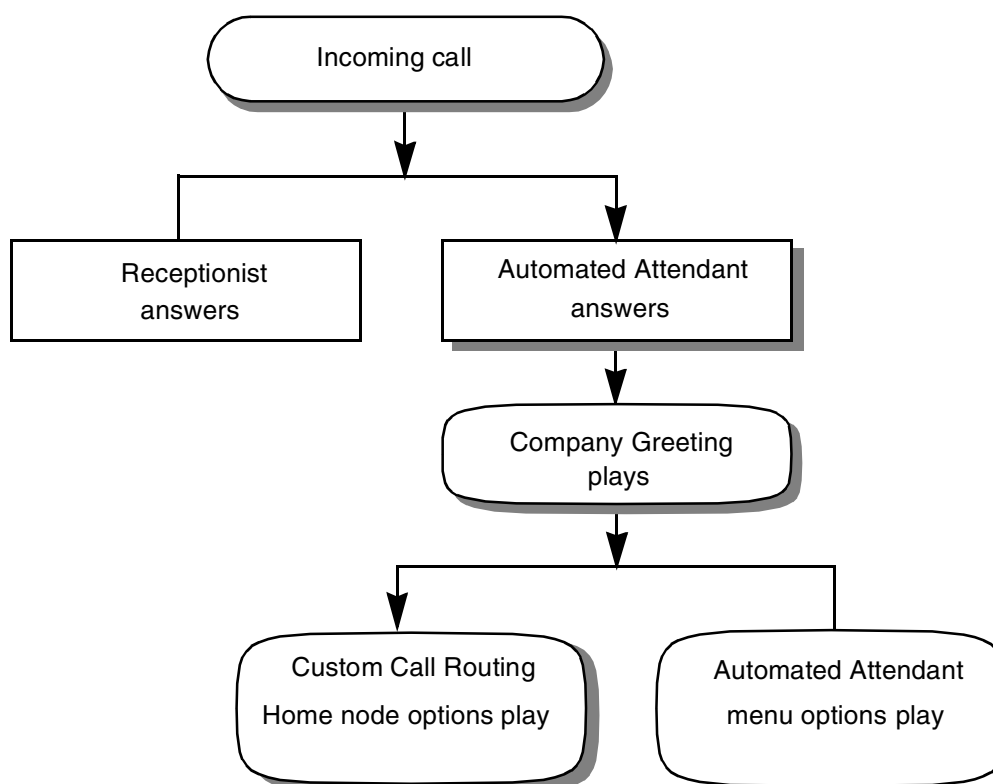 Incoming call
Receptionist
answers
Automated Attendant
answers
Company Greeting
plays
Custom Call Routing
Home node options play
Automated Attendant
menu options play